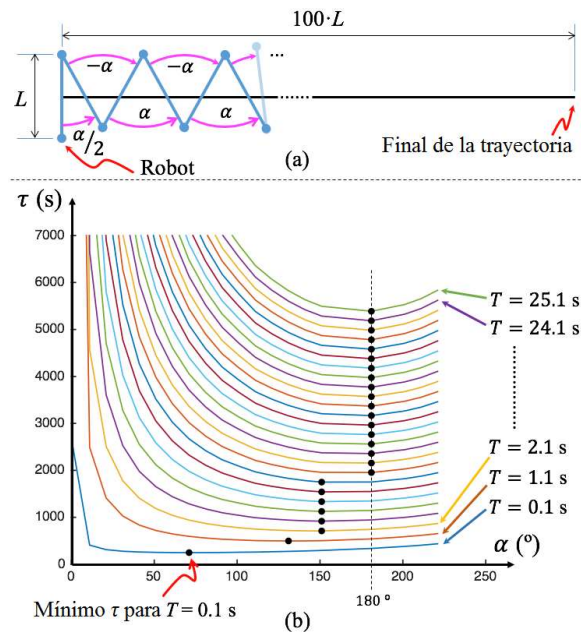 100·L
L
−α
−α
...
α/2
α
α
Robot
Final de la trayectoria
(a)
τ (s)
7000
6000
5000
4000
3000
2000
1000
0
T = 25.1 s
T = 24.1 s
T = 2.1 s
T = 1.1 s
T = 0.1 s
α (º)
0
50
100
150
200
250
180 º
Mínimo τ para T = 0.1 s
(b)